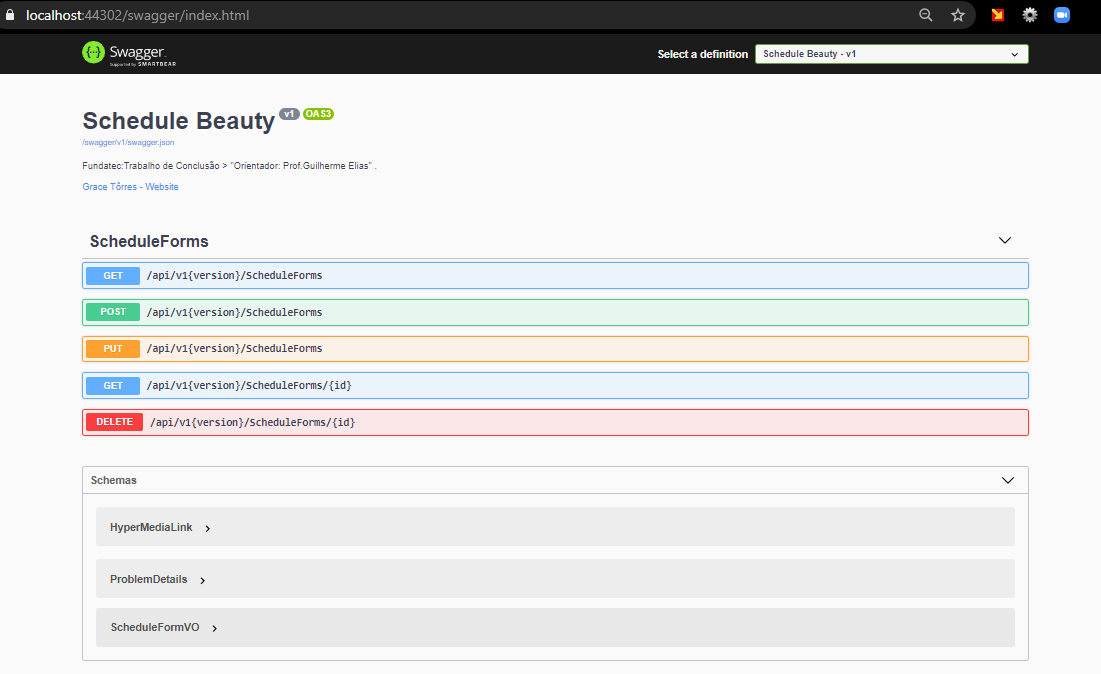 localhost:44302/swagger/index.html
Swagger.
Supported by SMARTBEAR
Select a definition
Schedule Beauty - v1
Schedule Beauty v1 OAS3
/swagger/v1/swagger.json
Fundatec:Trabalho de Conclusão > "Orientador: Prof.Guilherme Elias" .
Grace Tôrres - Website
ScheduleForms
GET /api/v1{version}/ScheduleForms
POST /api/v1{version}/ScheduleForms
PUT /api/v1{version}/ScheduleForms
GET /api/v1{version}/ScheduleForms/{id}
DELETE /api/v1{version}/ScheduleForms/{id}
Schemas
HyperMediaLink
ProblemDetails
ScheduleFormVO